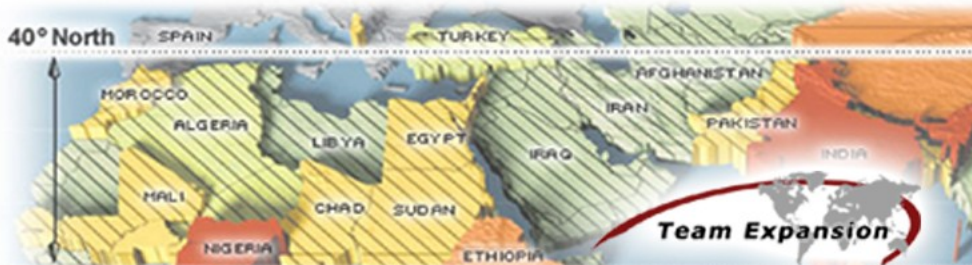 40° North
SPAIN
TURKEY
AFGHANISTAN
MOROCCO
IRAN
ALGERIA
PAKISTAN
LIBYA
EGYPT
IRAQ
INDIA
MALI
CHAD
SUDAN
Team Expansion
NIGERIA
ETHIOPIA